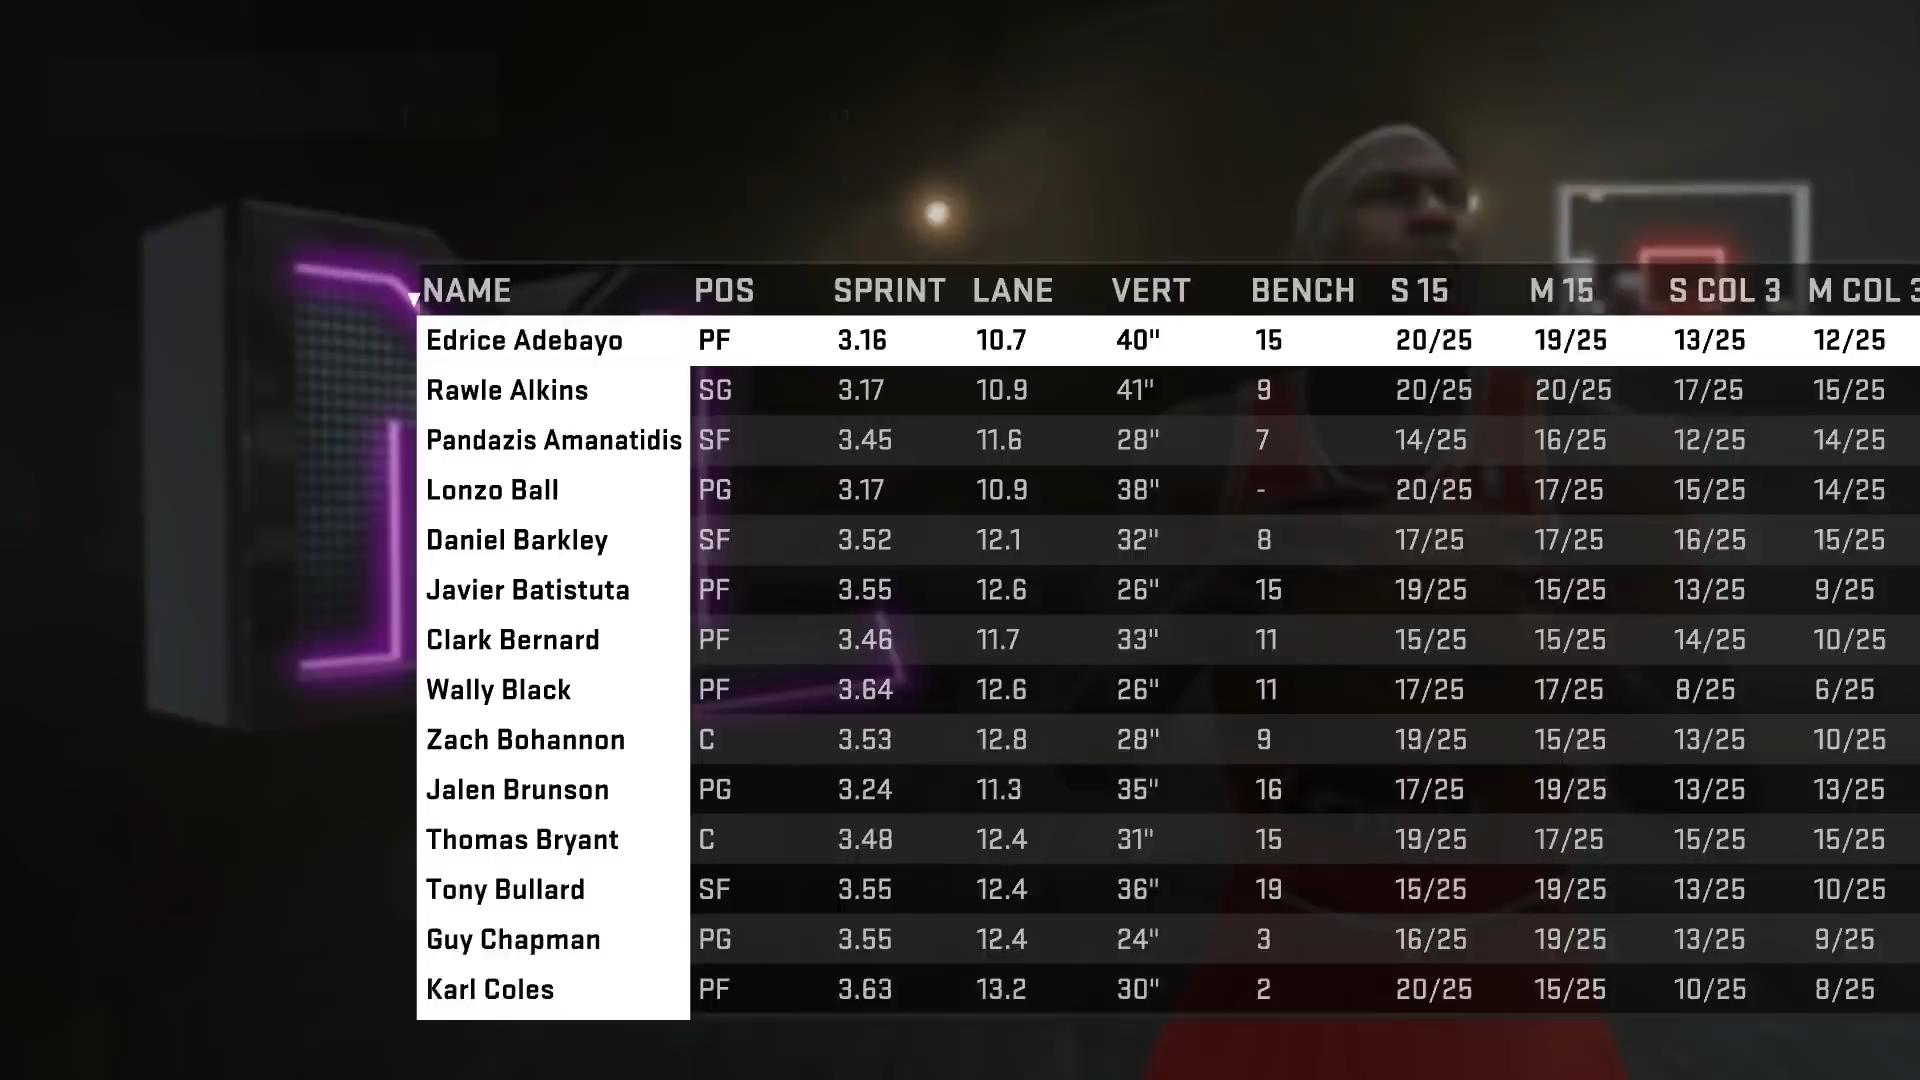 NAME POS SPRINT LANE VERT BENCH S 15 M 15 S COL 3 M COL 3
Edrice Adebayo PF 3.16 10.7 40" 15 20/25 19/25 13/25 12/25
Rawle Alkins SG 3.17 10.9 41" 9 20/25 20/25 17/25 15/25
Pandazis Amanatidis SF 3.45 11.6 28" 7 14/25 16/25 12/25 14/25
Lonzo Ball PG 3.17 10.9 38" - 20/25 17/25 15/25 14/25
Daniel Barkley SF 3.52 12.1 32" 8 17/25 17/25 16/25 15/25
Javier Batistuta PF 3.55 12.6 26" 15 19/25 15/25 13/25 9/25
Clark Bernard PF 3.46 11.7 33" 11 15/25 15/25 14/25 10/25
Wally Black PF 3.64 12.6 26" 11 17/25 17/25 8/25 6/25
Zach Bohannon C 3.53 12.8 28" 9 19/25 15/25 13/25 10/25
Jalen Brunson PG 3.24 11.3 35" 16 17/25 19/25 13/25 13/25
Thomas Bryant C 3.48 12.4 31" 15 19/25 17/25 15/25 15/25
Tony Bullard SF 3.55 12.4 36" 19 15/25 19/25 13/25 10/25
Guy Chapman PG 3.55 12.4 24" 3 16/25 19/25 13/25 9/25
Karl Coles PF 3.63 13.2 30" 2 20/25 15/25 10/25 8/25